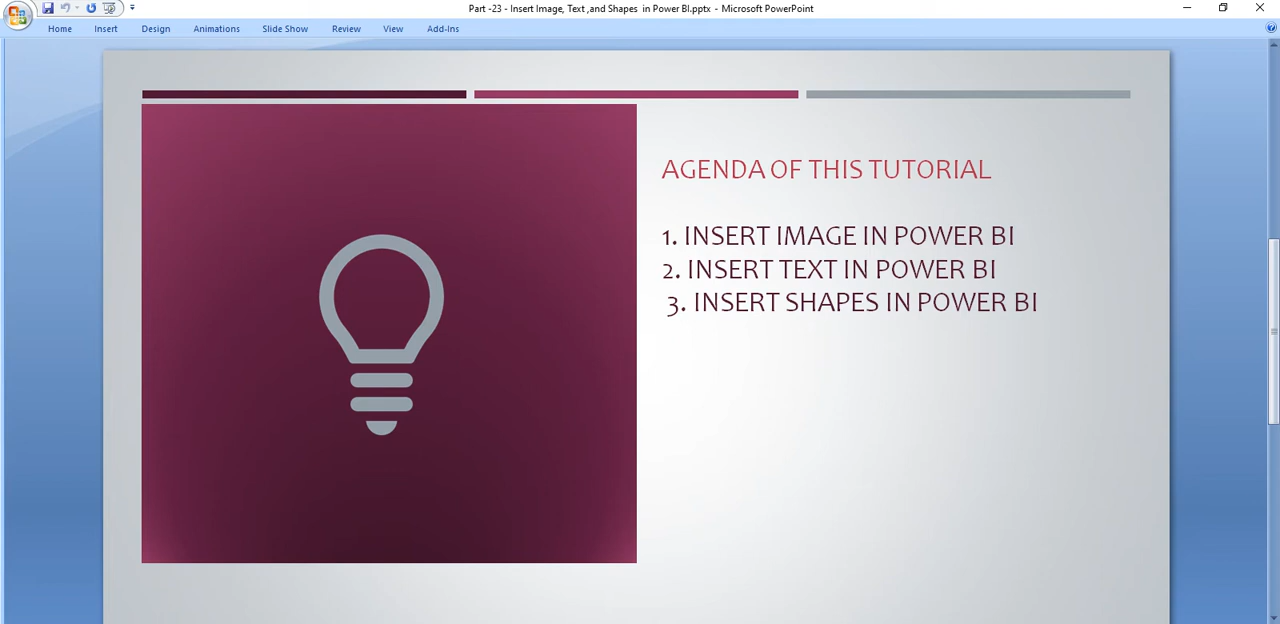 Part -23 - Insert Image, Text ,and Shapes  in Power BI.pptx - Microsoft PowerPoint
Home Insert Design Animations Slide Show Review View Add-Ins
AGENDA OF THIS TUTORIAL
1. INSERT IMAGE IN POWER BI
2. INSERT TEXT IN POWER BI
3. INSERT SHAPES IN POWER BI